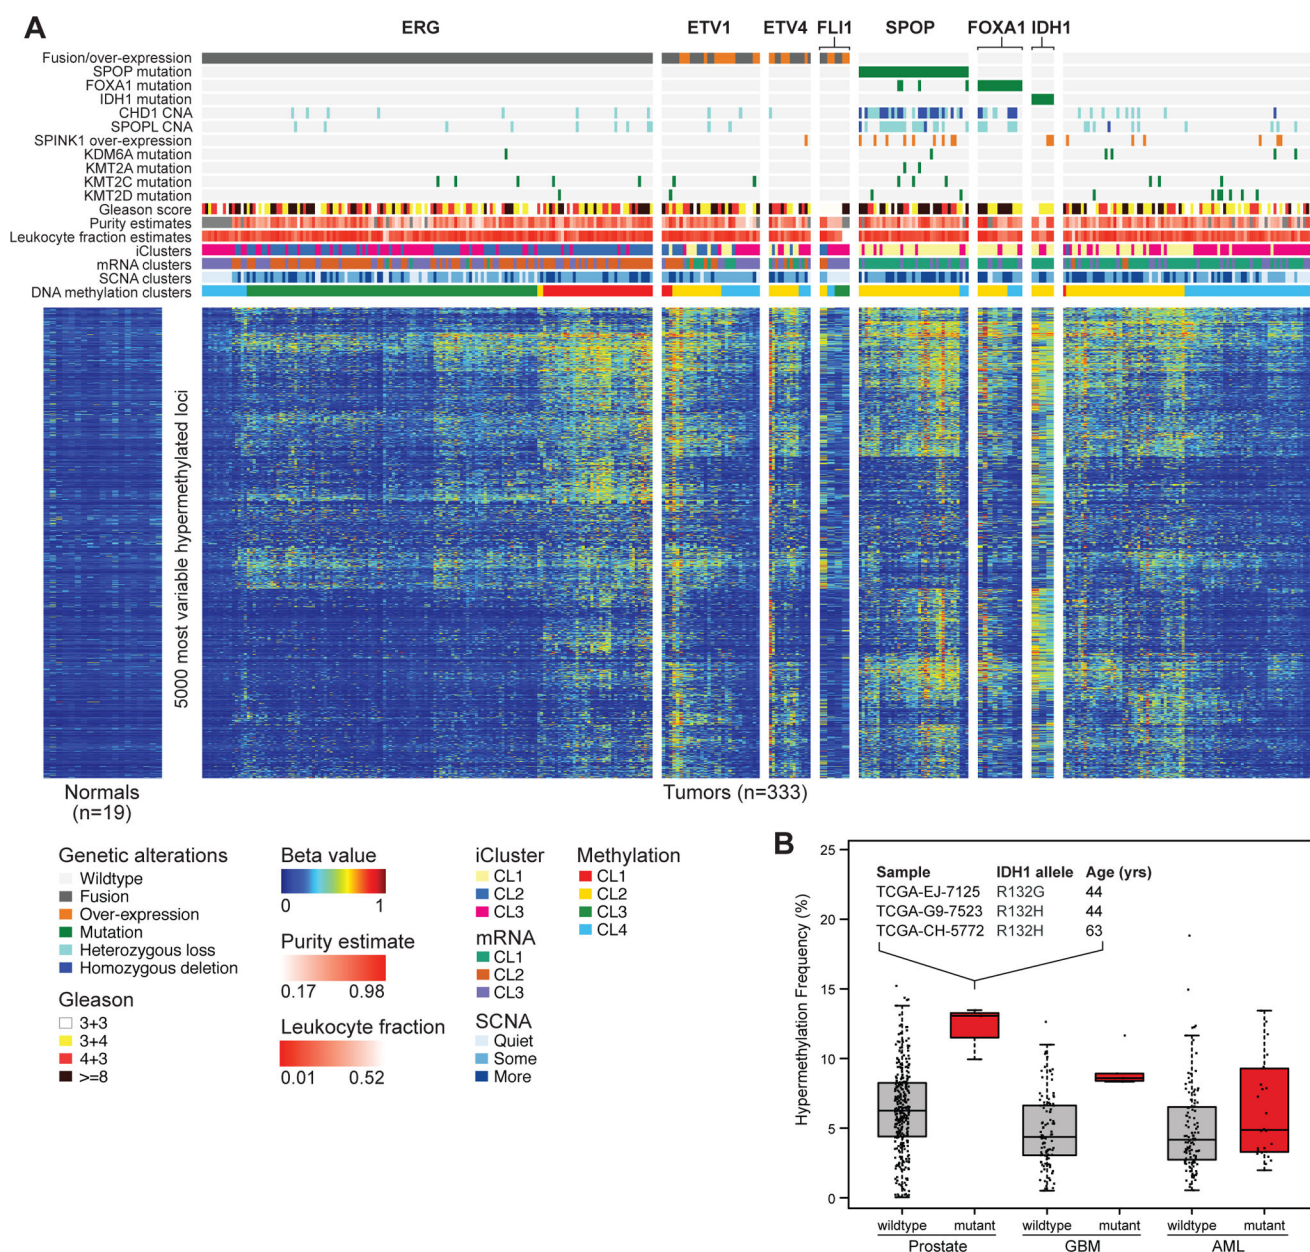 A
ERG ETV1 ETV4 FLI1 SPOP FOXA1 IDH1
Fusion/over-expression
SPOP mutation
FOXA1 mutation
IDH1 mutation
CHD1 CNA
SPOPL CNA
SPINK1 over-expression
KDM6A mutation
KMT2A mutation
KMT2C mutation
KMT2D mutation
Gleason score
Purity estimates
Leukocyte fraction estimates
iClusters
mRNA clusters
SCNA clusters
DNA methylation clusters
5000 most variable hypermethylated loci
Normals
(n=19)
Tumors (n=333)
Genetic alterations
Wildtype
Fusion
Over-expression
Mutation
Heterozygous loss
Homozygous deletion
Gleason
3+3
3+4
4+3
>=8
Beta value
0 1
Purity estimate
0.17 0.98
Leukocyte fraction
0.01 0.52
iCluster
CL1
CL2
CL3
mRNA
CL1
CL2
CL3
SCNA
Quiet
Some
More
Methylation
CL1
CL2
CL3
CL4
B
Hypermethylation Frequency (%)
25
20
15
10
5
0
Sample IDH1 allele Age (yrs)
TCGA-EJ-7125 R132G 44
TCGA-G9-7523 R132H 44
TCGA-CH-5772 R132H 63
wildtype mutant wildtype mutant wildtype mutant
Prostate GBM AML